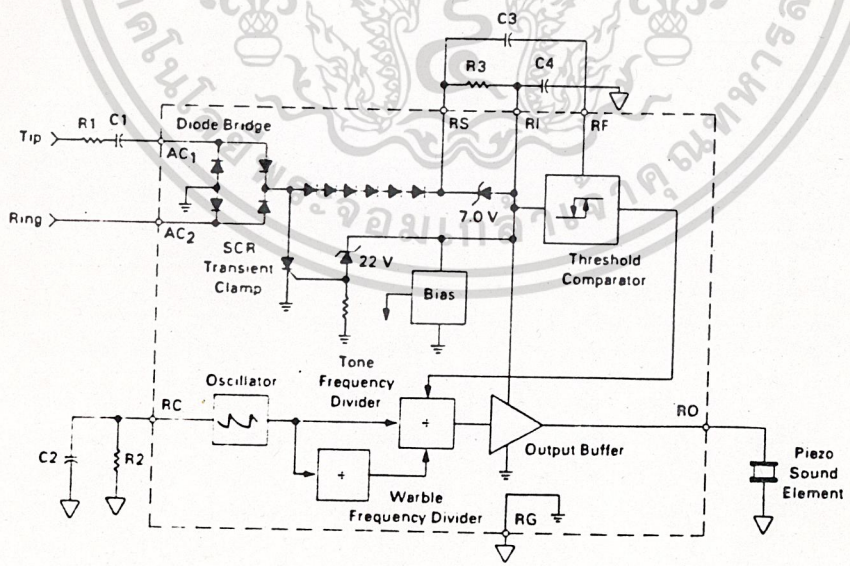 C3
R3
C4
R1
C1
Diode Bridge
RS
RI
RF
Tip
AC1
7.0 V
Ring
AC2
SCR
Transient
Clamp
22 V
Bias
Threshold
Comparator
Tone
Frequency
Divider
Oscillator
RC
÷
RO
Output Buffer
C2
R2
÷
Warble
Frequency Divider
RG
Piezo
Sound
Element